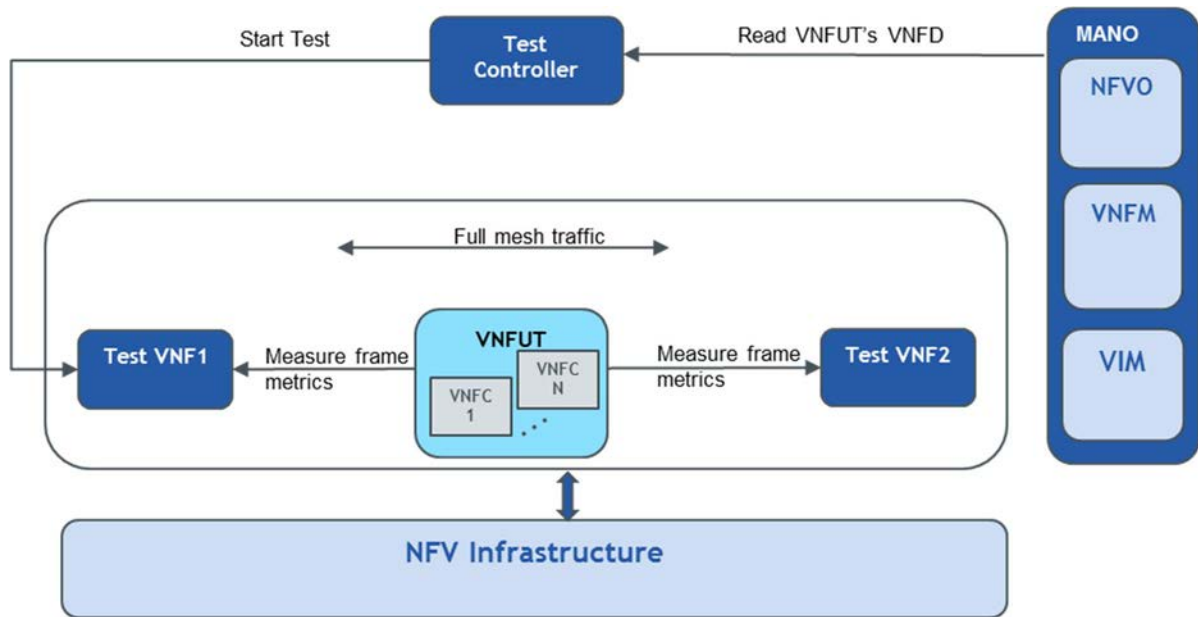 Start Test
Test
Controller
Read VNFUT's VNFD
MANO
NFVO
VNFM
VIM
Full mesh traffic
Test VNF1
Measure frame
metrics
VNFUT
VNFC
1
VNFC
N
Measure frame
metrics
Test VNF2
NFV Infrastructure